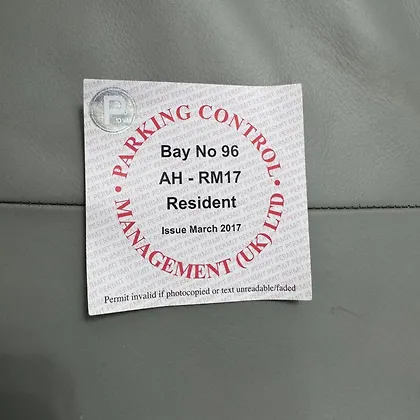 P
PARKING CONTROL
Bay No 96
AH - RM17
Resident
Issue March 2017
MANAGEMENT (UK) LTD
Permit invalid if photocopied or text unreadable/faded